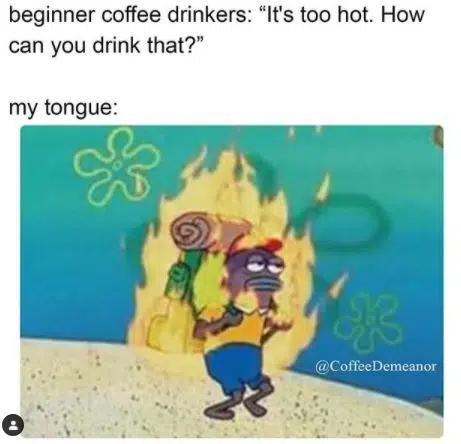 beginner coffee drinkers: “It's too hot. How
can you drink that?”
my tongue:
@CoffeeDemeanor